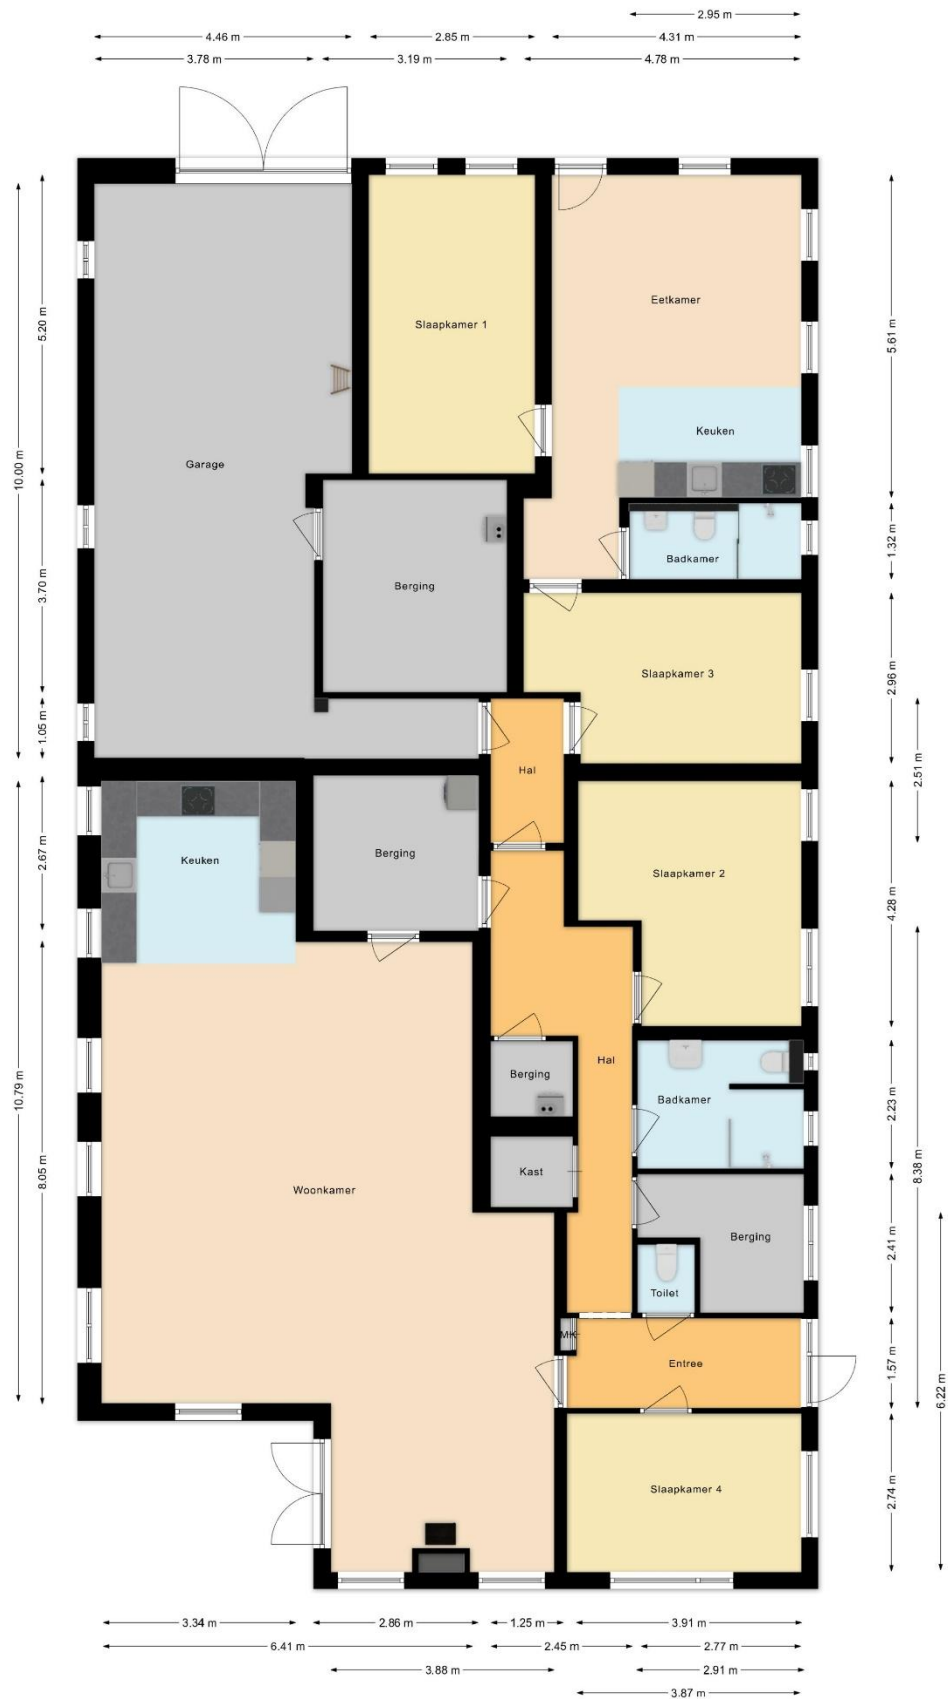 2.95 m
4.46 m
2.85 m
4.31 m
3.78 m
3.19 m
4.78 m
10.00 m
5.20 m
3.70 m
1.05 m
5.61 m
1.32 m
2.96 m
2.51 m
Slaapkamer 1
Eetkamer
Keuken
Garage
Badkamer
Berging
Slaapkamer 3
Hal
10.79 m
2.67 m
8.05 m
4.28 m
2.23 m
8.38 m
2.41 m
1.57 m
6.22 m
2.74 m
Keuken
Berging
Slaapkamer 2
Hal
Berging
Badkamer
Kast
Woonkamer
Berging
Toilet
MK
Entree
Slaapkamer 4
3.34 m
2.86 m
1.25 m
3.91 m
6.41 m
2.45 m
2.77 m
3.88 m
2.91 m
3.87 m